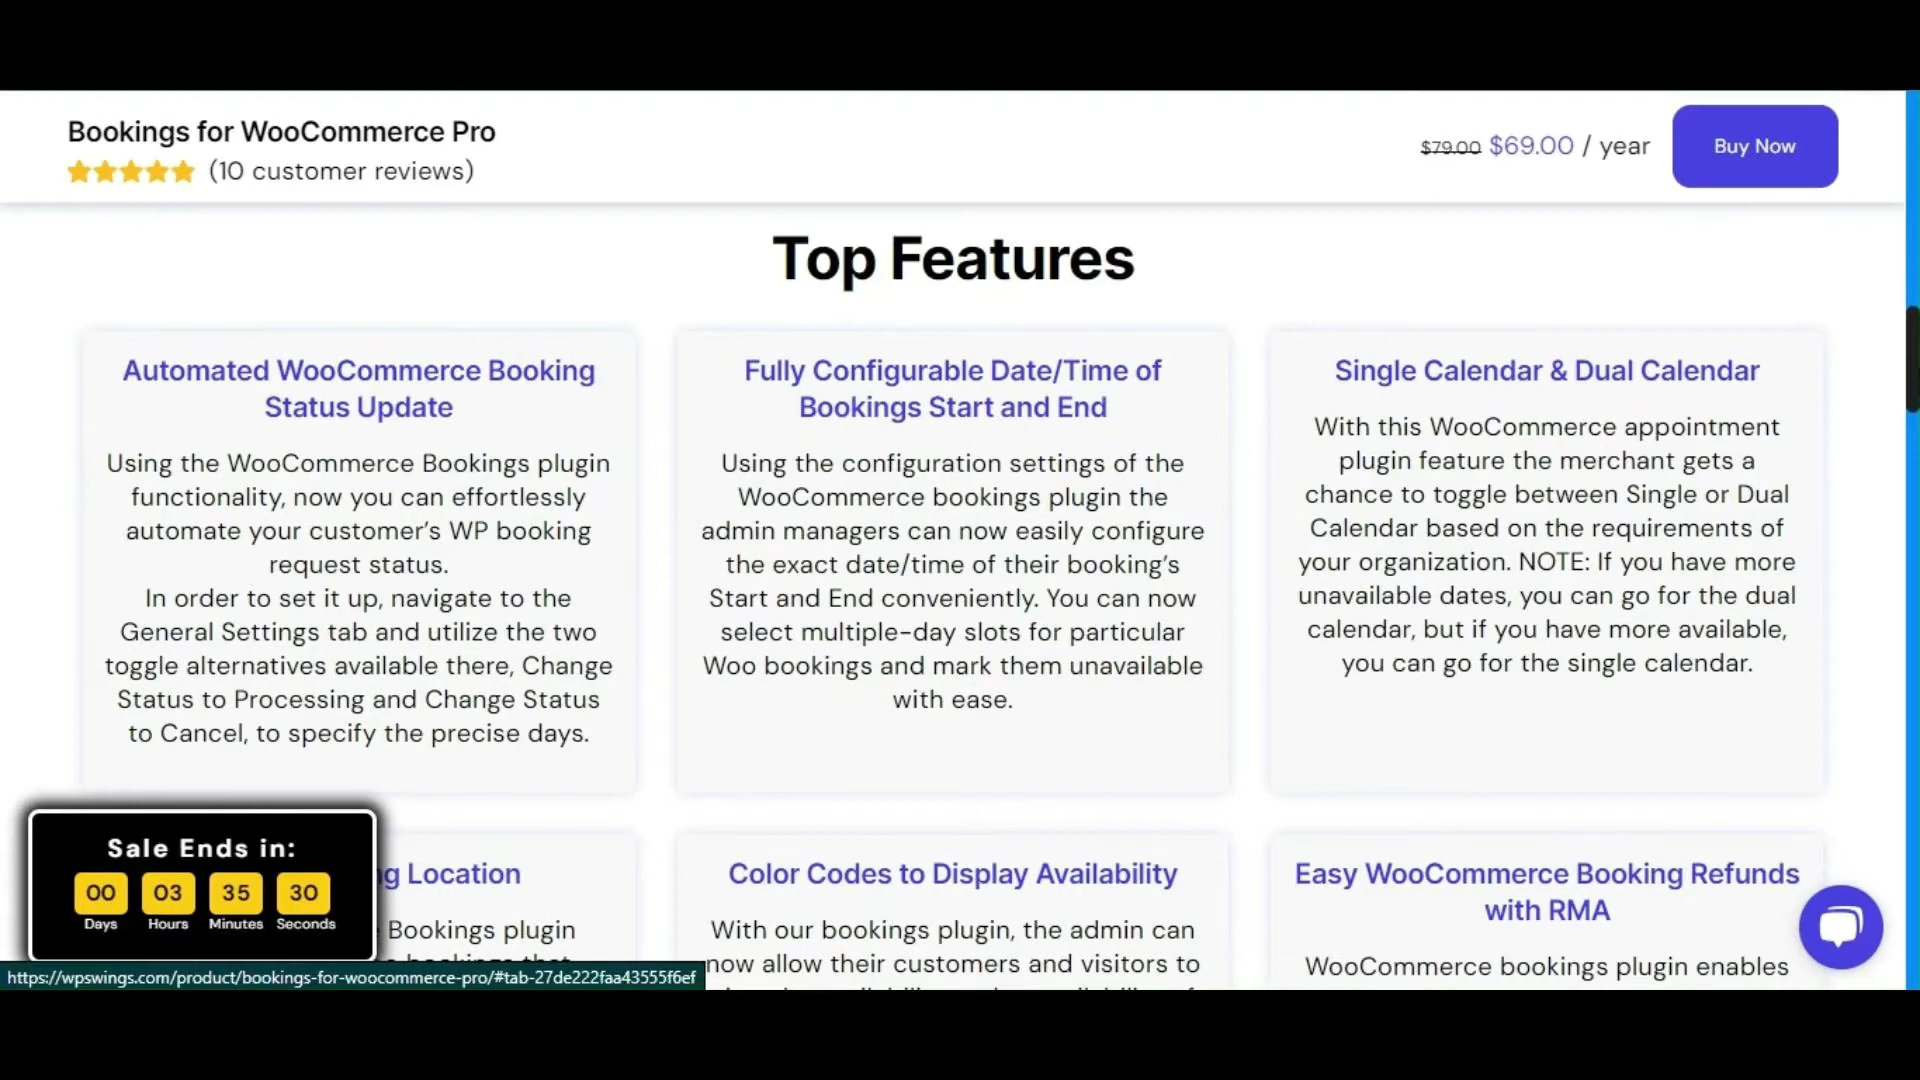 Bookings for WooCommerce Pro
(10 customer reviews)
$79.00 $69.00 / year
Buy Now
Top Features
Automated WooCommerce Booking
Status Update
Using the WooCommerce Bookings plugin
functionality, now you can effortlessly
automate your customer's WP booking
request status.
In order to set it up, navigate to the
General Settings tab and utilize the two
toggle alternatives available there, Change
Status to Processing and Change Status
to Cancel, to specify the precise days.
Fully Configurable Date/Time of
Bookings Start and End
Using the configuration settings of the
WooCommerce bookings plugin the
admin managers can now easily configure
the exact date/time of their booking's
Start and End conveniently. You can now
select multiple-day slots for particular
Woo bookings and mark them unavailable
with ease.
Single Calendar & Dual Calendar
With this WooCommerce appointment
plugin feature the merchant gets a
chance to toggle between Single or Dual
Calendar based on the requirements of
your organization. NOTE: If you have more
unavailable dates, you can go for the dual
calendar, but if you have more available,
you can go for the single calendar.
Location
Bookings plugin
Color Codes to Display Availability
With our bookings plugin, the admin can
now allow their customers and visitors to
Easy WooCommerce Booking Refunds
with RMA
WooCommerce bookings plugin enables
Sale Ends in:
00 03 35 30
Days Hours Minutes Seconds
https://wpswings.com/product/bookings-for-woocommerce-pro/#tab-27de222faa43555f6ef